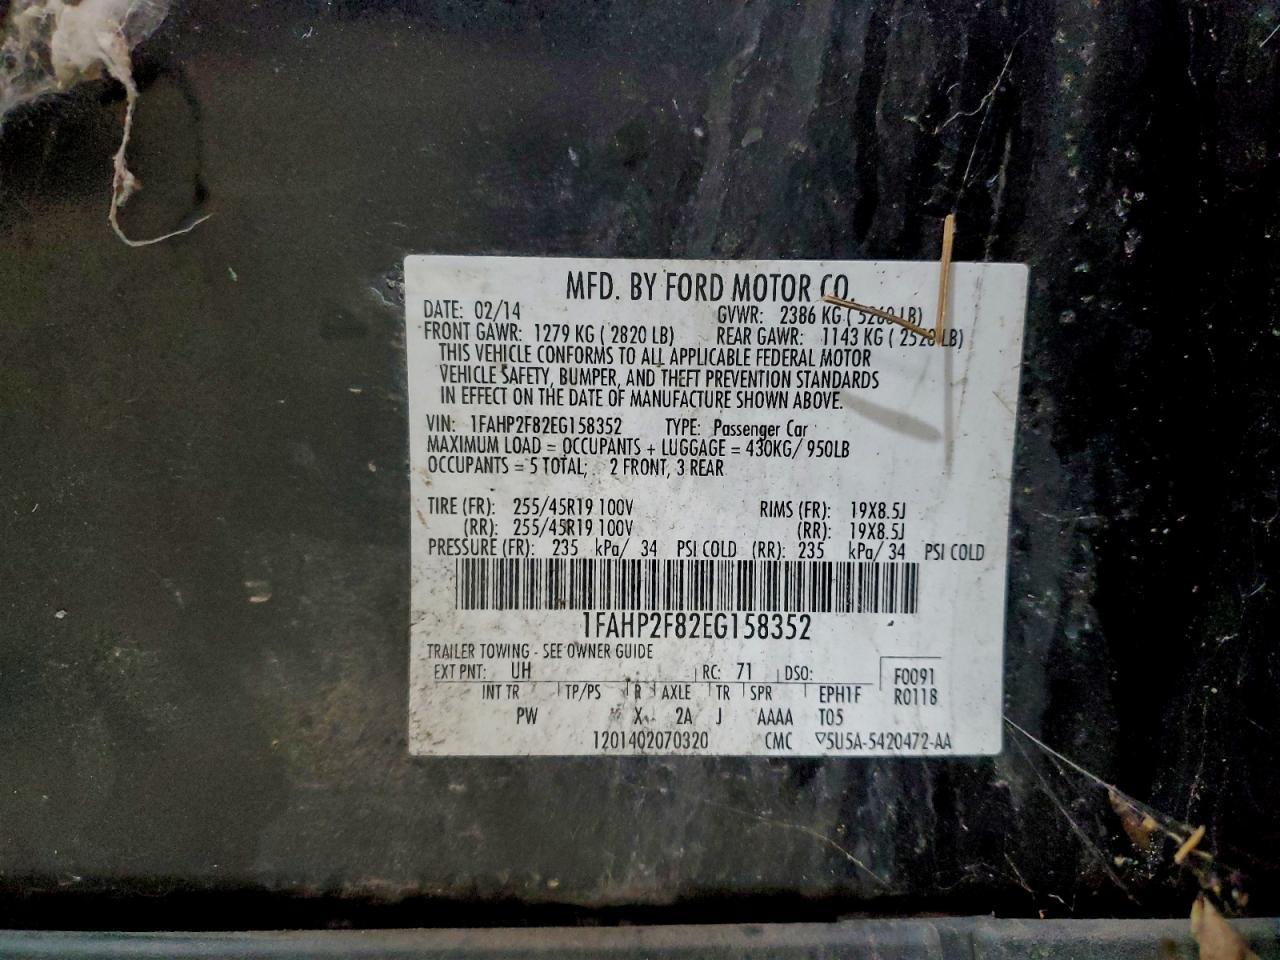 MFD. BY FORD MOTOR CO.
DATE: 02/14 GVWR: 2386 KG ( 5260 LB)
FRONT GAWR: 1279 KG ( 2820 LB) REAR GAWR: 1143 KG ( 2520 LB)
THIS VEHICLE CONFORMS TO ALL APPLICABLE FEDERAL MOTOR
VEHICLE SAFETY, BUMPER, AND THEFT PREVENTION STANDARDS
IN EFFECT ON THE DATE OF MANUFACTURE SHOWN ABOVE.
VIN: 1FAHP2F82EG158352 TYPE: Passenger Car
MAXIMUM LOAD = OCCUPANTS + LUGGAGE = 430KG/ 950LB
OCCUPANTS = 5 TOTAL; 2 FRONT, 3 REAR
TIRE (FR): 255/45R19 100V RIMS (FR): 19X8.5J
(RR): 255/45R19 100V (RR): 19X8.5J
PRESSURE (FR): 235 kPa/ 34 PSI COLD (RR): 235 kPa/ 34 PSI COLD
1FAHP2F82EG158352
TRAILER TOWING - SEE OWNER GUIDE
EXT PNT: UH RC: 71 DSO: F0091
INT TR TP/PS R AXLE TR SPR EPH1F R0118
PW X 2A J AAAA T05
1201402070320 CMC ▽5U5A-5420472-AA